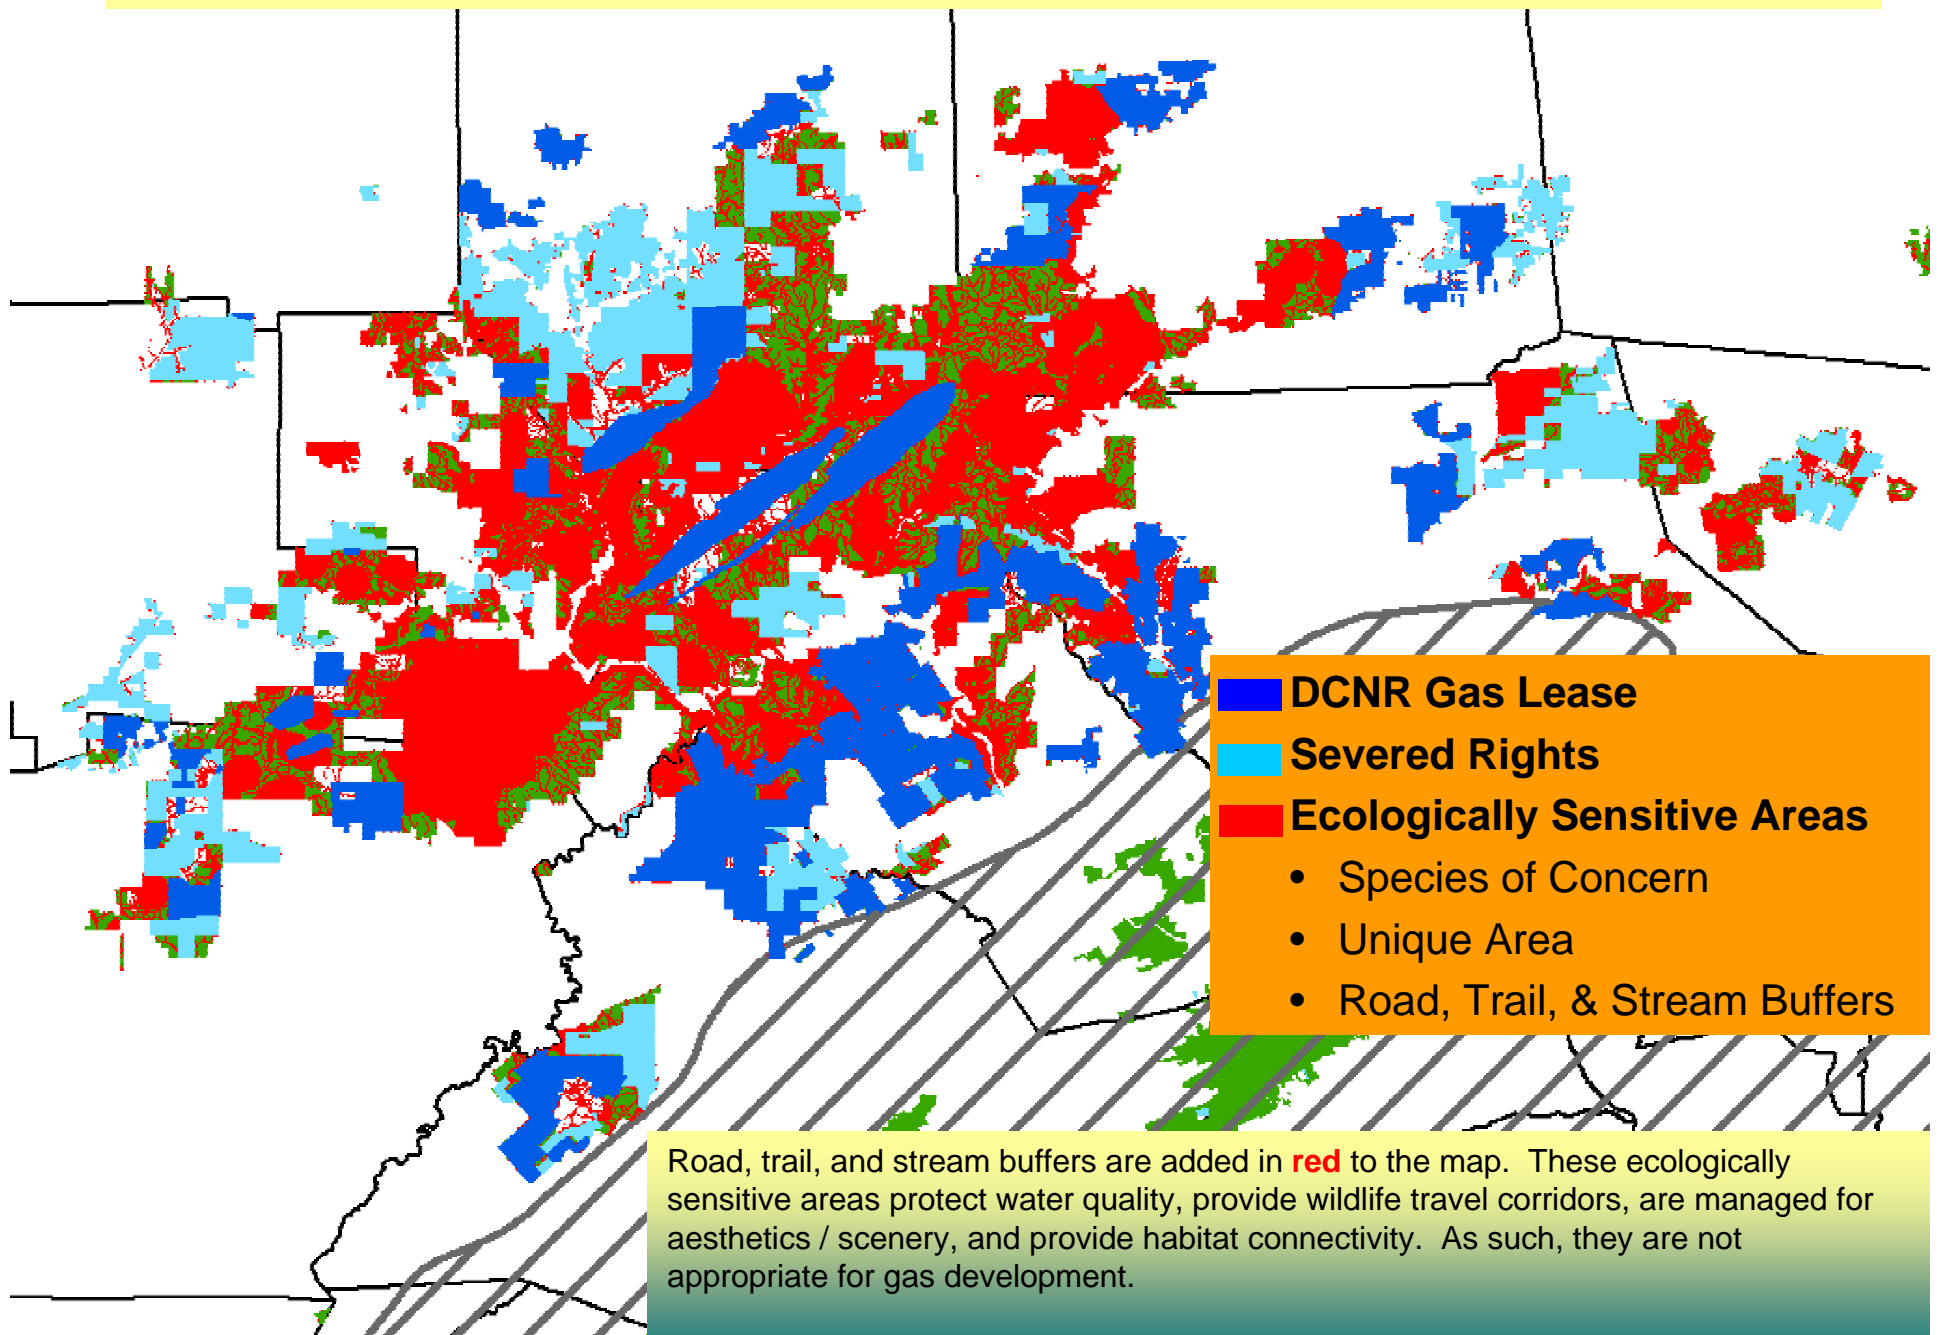 DCNR Gas Lease
Severed Rights
Ecologically Sensitive Areas
• Species of Concern
• Unique Area
• Road, Trail, & Stream Buffers
Road, trail, and stream buffers are added in red to the map. These ecologically
sensitive areas protect water quality, provide wildlife travel corridors, are managed for
aesthetics / scenery, and provide habitat connectivity. As such, they are not
appropriate for gas development.